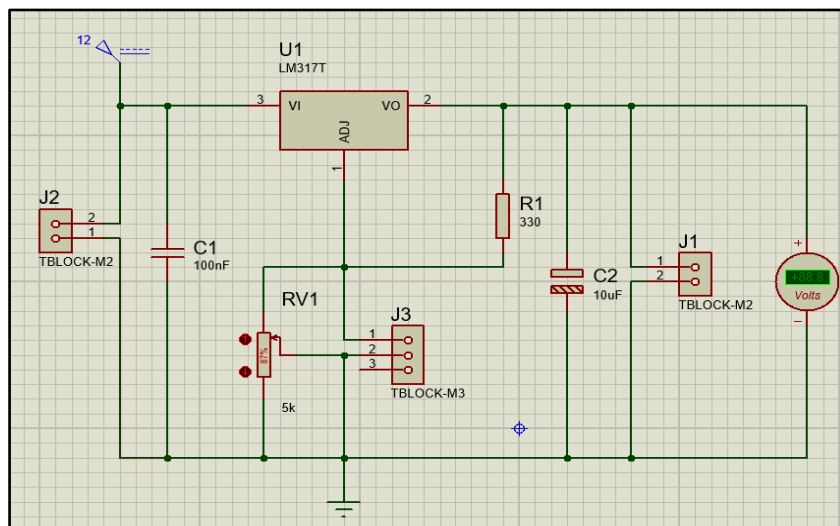 12
U1
LM317T
3
VI
VO
2
ADJ
1
J2
2
1
TBLOCK-M2
C1
100nF
R1
330
C2
10uF
J1
1
2
TBLOCK-M2
+88.8
Volts
+
−
RV1
87%
5k
J3
1
2
3
TBLOCK-M3